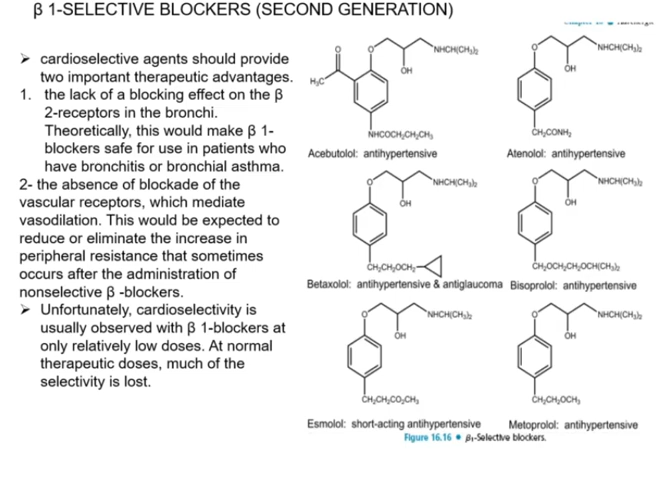 β 1-SELECTIVE BLOCKERS (SECOND GENERATION)
➢ cardioselective agents should provide
two important therapeutic advantages.
1. the lack of a blocking effect on the β
2-receptors in the bronchi.
Theoretically, this would make β 1-
blockers safe for use in patients who
have bronchitis or bronchial asthma.
2- the absence of blockade of the
vascular receptors, which mediate
vasodilation. This would be expected to
reduce or eliminate the increase in
peripheral resistance that sometimes
occurs after the administration of
nonselective β -blockers.
➢ Unfortunately, cardioselectivity is
usually observed with β 1-blockers at
only relatively low doses. At normal
therapeutic doses, much of the
selectivity is lost.
O
O
NHCH(CH₃)₂
OH
H₃C
NHCOCH₂CH₂CH₃
Acebutolol: antihypertensive
O
NHCH(CH₃)₂
OH
CH₂CONH₂
Atenolol: antihypertensive
O
NHCH(CH₃)₂
OH
CH₂CH₂OCH₂
Betaxolol: antihypertensive & antiglaucoma
O
NHCH(CH₃)₂
OH
CH₂OCH₂CH₂OCH(CH₃)₂
Bisoprolol: antihypertensive
O
NHCH(CH₃)₂
OH
CH₂CH₂CO₂CH₃
Esmolol: short-acting antihypertensive
O
NHCH(CH₃)₂
OH
CH₂CH₂OCH₃
Metoprolol: antihypertensive
Figure 16.16 • β₁-Selective blockers.